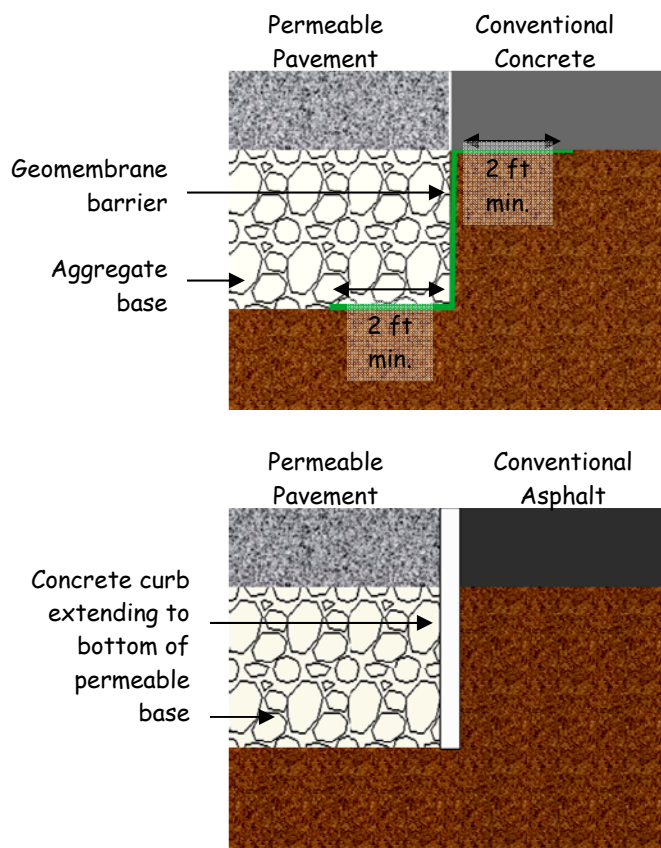 Permeable
Pavement
Conventional
Concrete
Geomembrane
barrier
2 ft
min.
Aggregate
base
2 ft
min.
Permeable
Pavement
Conventional
Asphalt
Concrete curb
extending to
bottom of
permeable
base